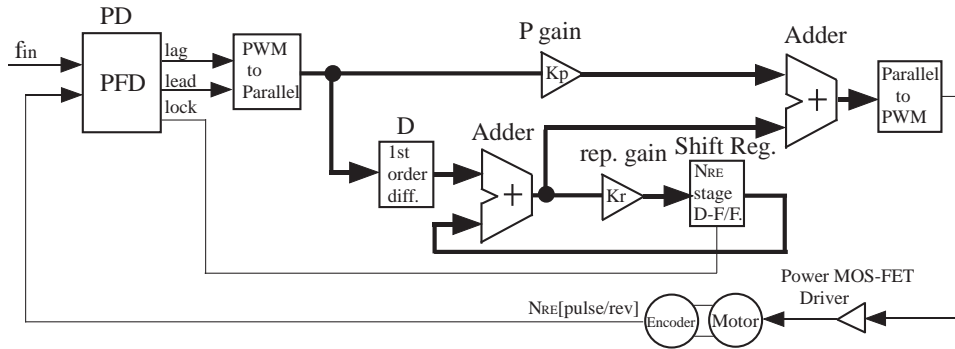 PD
fin
PFD
lag
lead
lock
PWM
to
Parallel
P gain
Kp
Adder
+
Parallel
to
PWM
D
1st
order
diff.
Adder
+
rep. gain
Kr
Shift Reg.
NRE
stage
D-F/F.
Power MOS-FET
Driver
NRE[pulse/rev]
Encoder
Motor